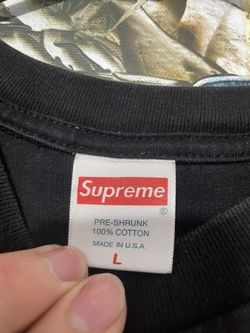 Supreme
®
PRE-SHRUNK
100% COTTON
MADE IN U.S.A.
L